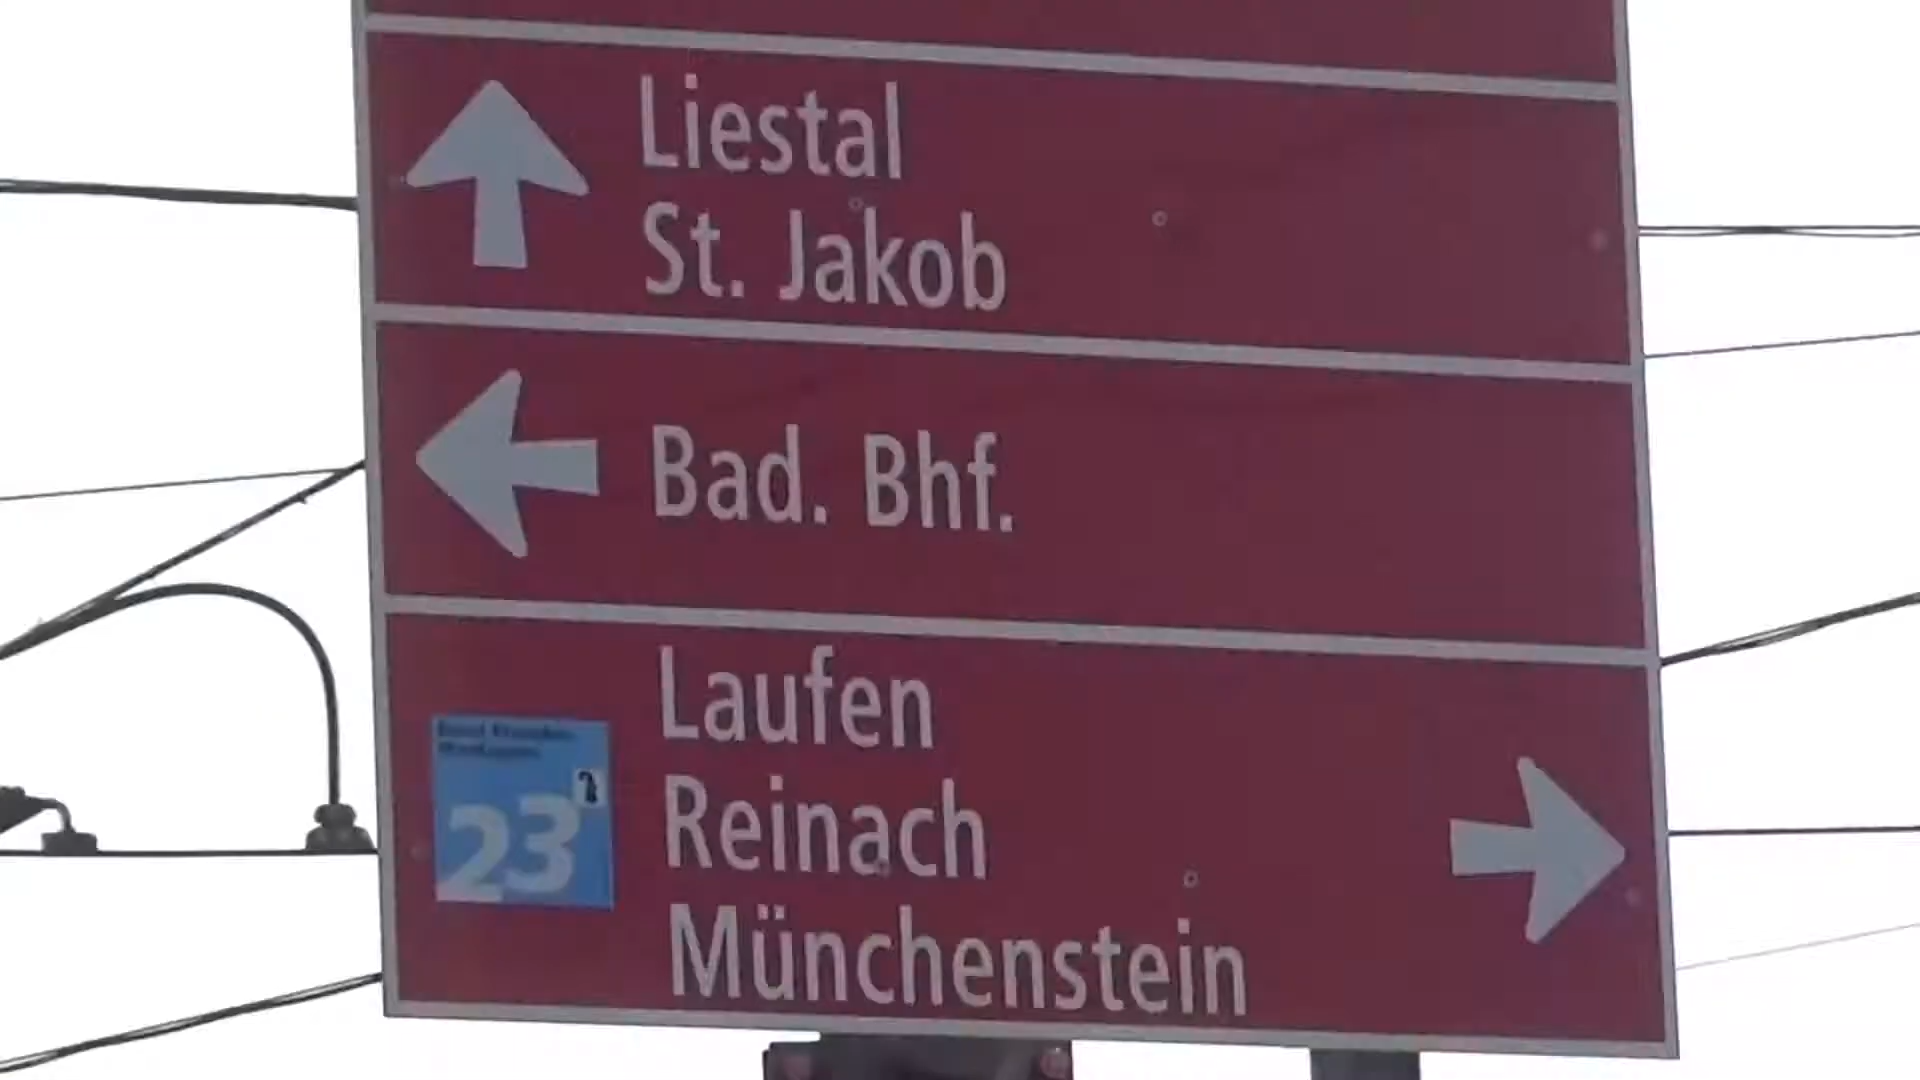 Liestal
St. Jakob
Bad. Bhf.
Laufen
23
Reinach
Münchenstein